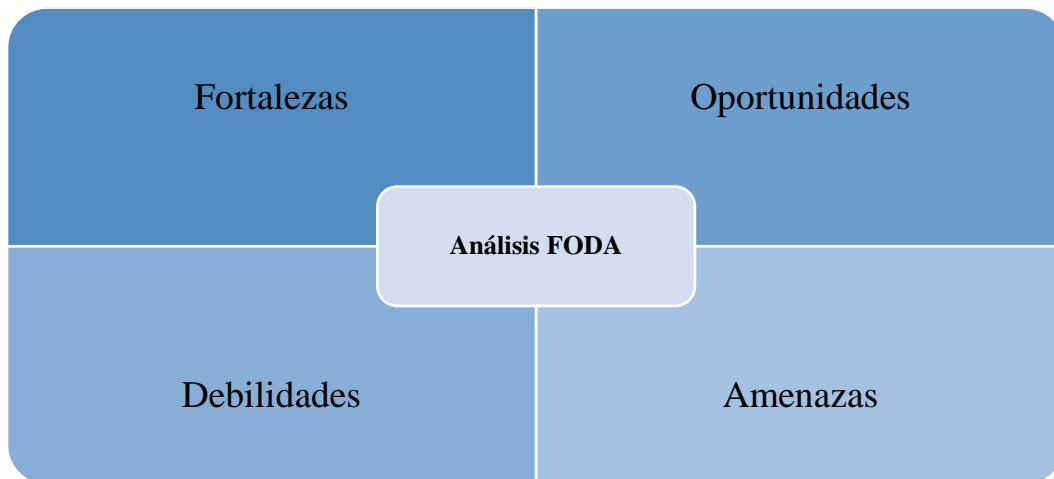 Fortalezas
Oportunidades
Análisis FODA
Debilidades
Amenazas